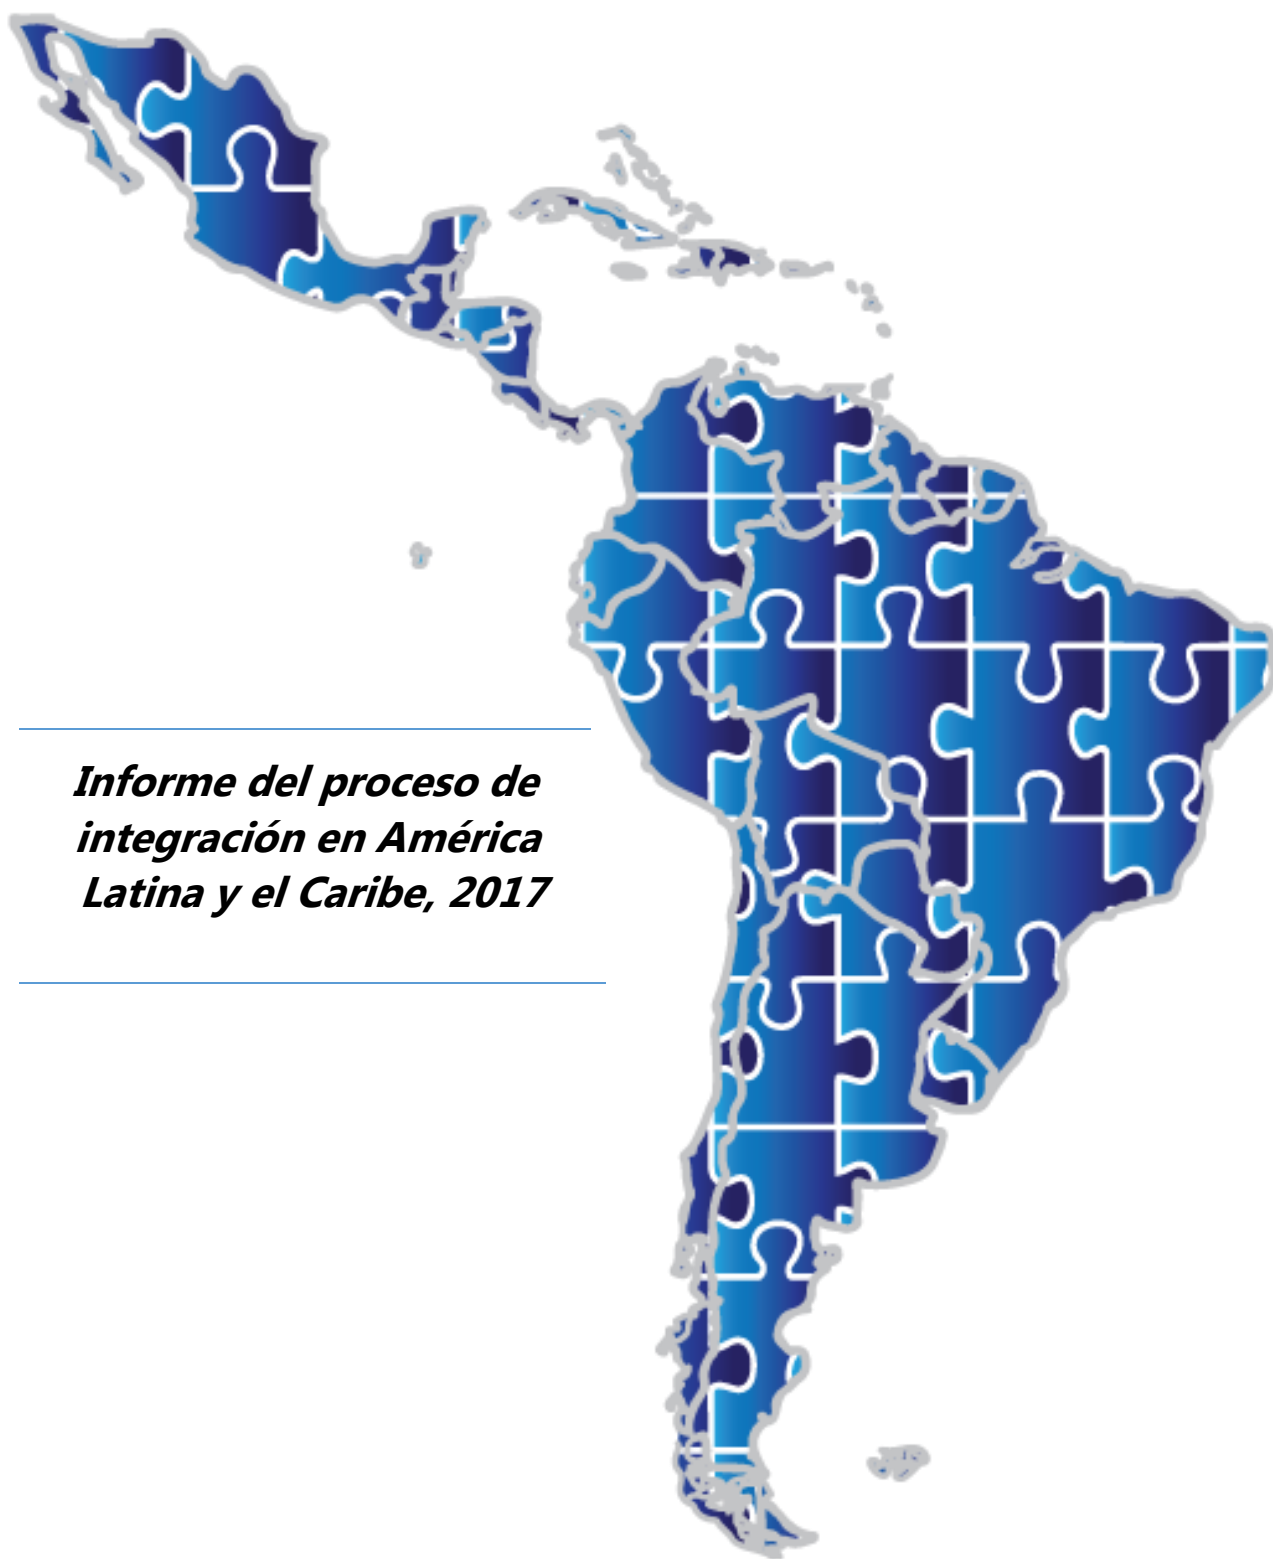 Informe del proceso de
integración en América
Latina y el Caribe, 2017